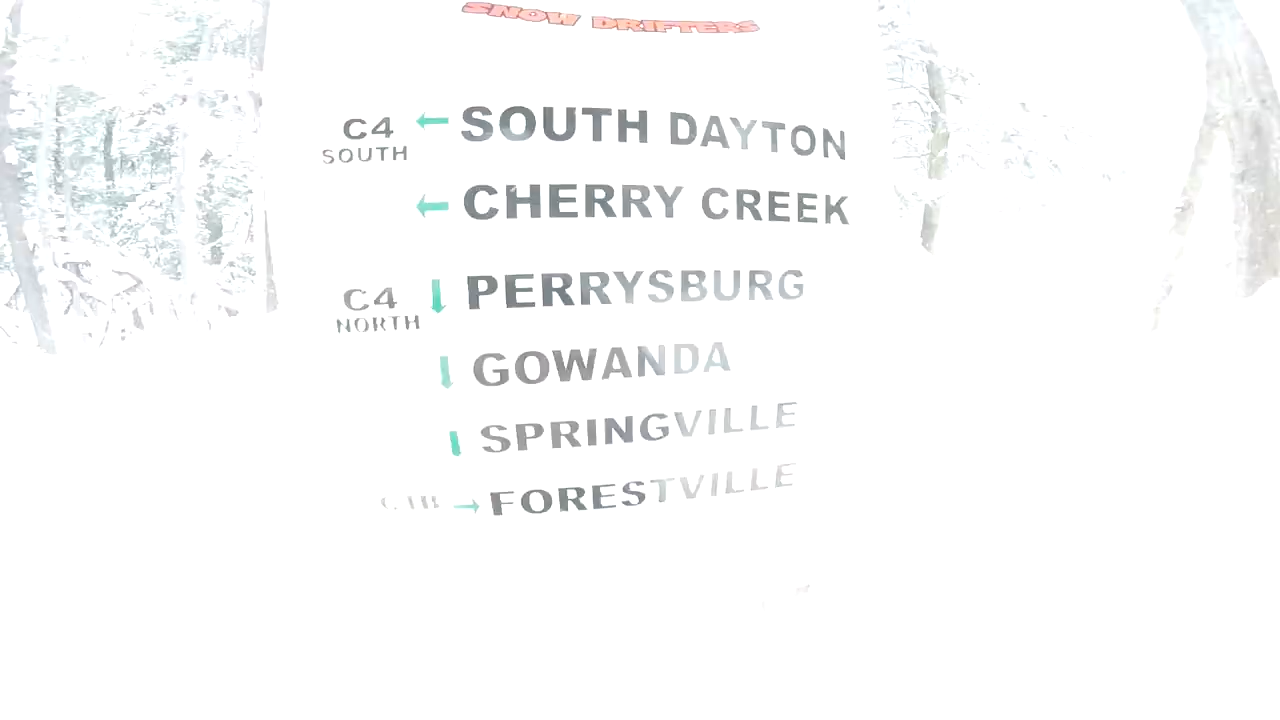 SNOW DRIFTERS
C4 ← SOUTH DAYTON
SOUTH
← CHERRY CREEK
C4 ↓ PERRYSBURG
NORTH
↓ GOWANDA
↓ SPRINGVILLE
→ FORESTVILLE